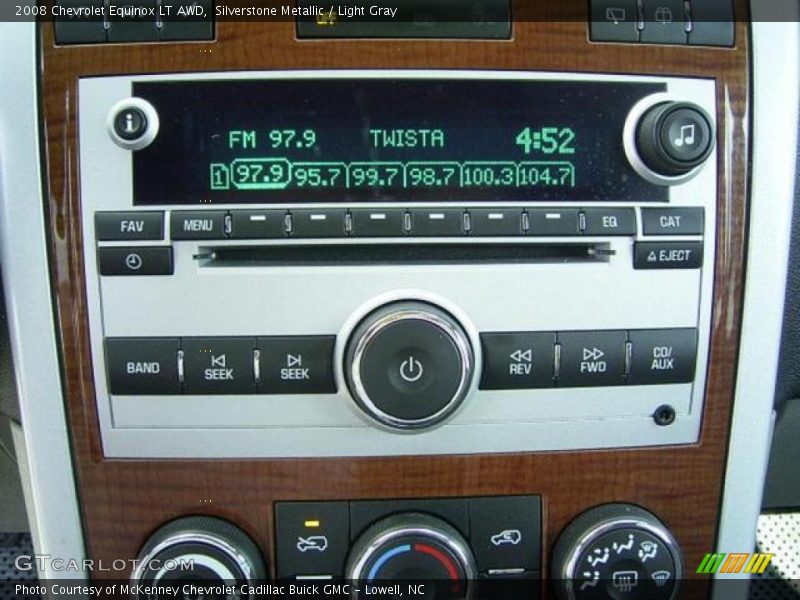 2008 Chevrolet Equinox LT AWD, Silverstone Metallic / Light Gray
i
FM 97.9 TWISTA 4:52
1 97.9 95.7 99.7 98.7 100.3 104.7
FAV MENU EQ CAT
EJECT
BAND SEEK SEEK REV FWD CD/
AUX
GTCARLOT.COM
Photo Courtesy of McKenney Chevrolet Cadillac Buick GMC - Lowell, NC